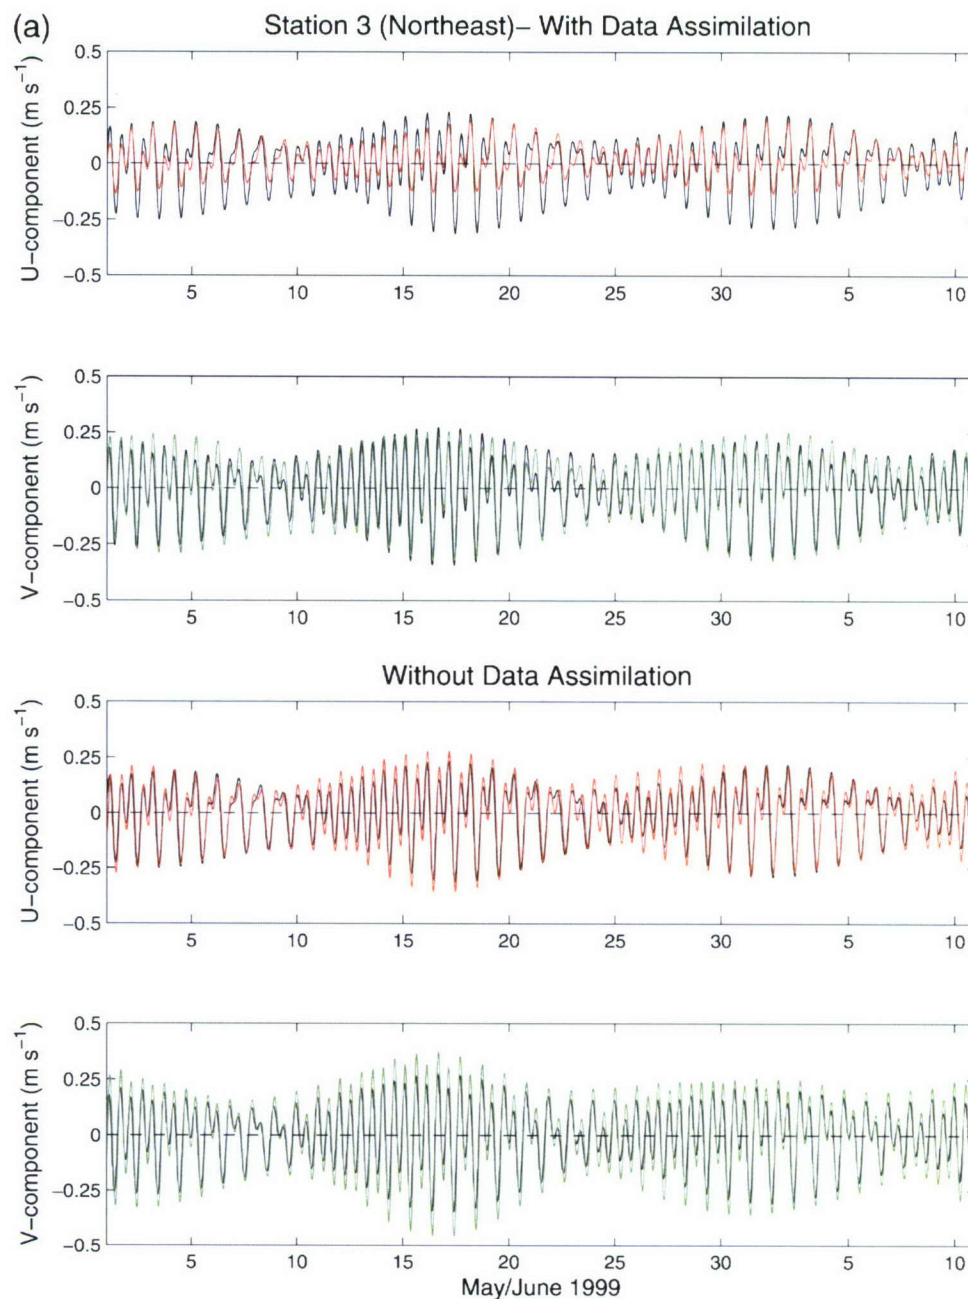 (a)
Station 3 (Northeast)– With Data Assimilation
U–component (m s⁻¹)
0.5
0.25
0
–0.25
–0.5
5 10 15 20 25 30 5 10
V–component (m s⁻¹)
0.5
0.25
0
–0.25
–0.5
5 10 15 20 25 30 5 10
Without Data Assimilation
U–component (m s⁻¹)
0.5
0.25
0
–0.25
–0.5
5 10 15 20 25 30 5 10
V–component (m s⁻¹)
0.5
0.25
0
–0.25
–0.5
5 10 15 20 25 30 5 10
May/June 1999